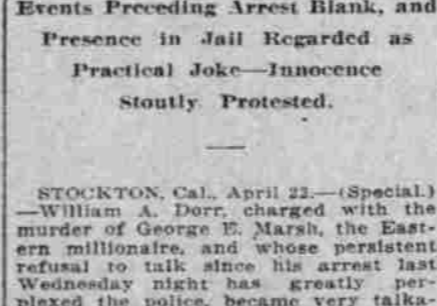 Events Preceding Arrest Blank, and
Presence in Jail Regarded as
Practical Joke—Innocence
Stoutly Protested.
STOCKTON, Cal., April 22.—(Special.)
—William A. Dorr, charged with the
murder of George E. Marsh, the East-
ern millionaire, and whose persistent
refusal to talk since his arrest last
Wednesday night has greatly per-
plexed the police, became very talka-